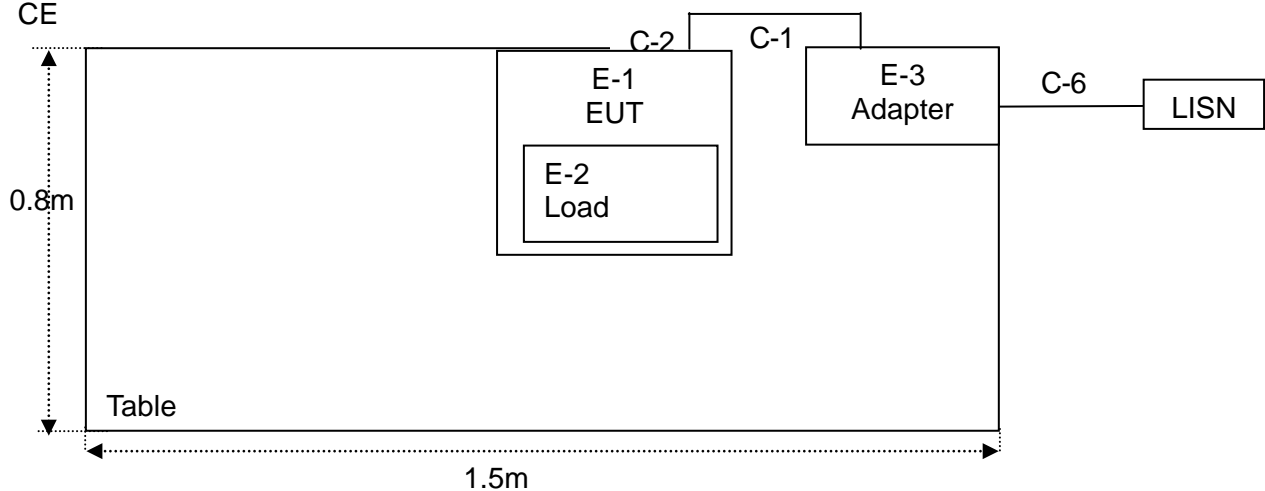 CE
C-2
C-1
E-1
EUT
E-3
Adapter
C-6
LISN
E-2
Load
0.8m
Table
1.5m